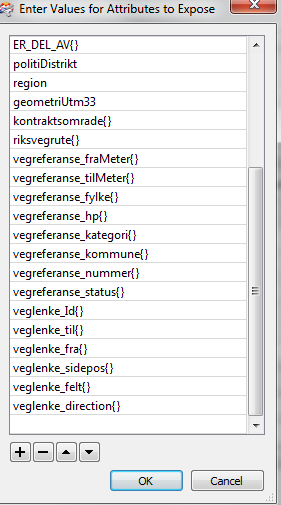 Enter Values for Attributes to Expose
ER_DEL_AV{}
politiDistrikt
region
geometriUtm33
kontraktsomrade{}
riksvegrute{}
vegreferanse_fraMeter{}
vegreferanse_tilMeter{}
vegreferanse_fylke{}
vegreferanse_hp{}
vegreferanse_kategori{}
vegreferanse_kommune{}
vegreferanse_nummer{}
vegreferanse_status{}
veglenke_Id{}
veglenke_til{}
veglenke_fra{}
veglenke_sidepos{}
veglenke_felt{}
veglenke_direction{}
OK Cancel